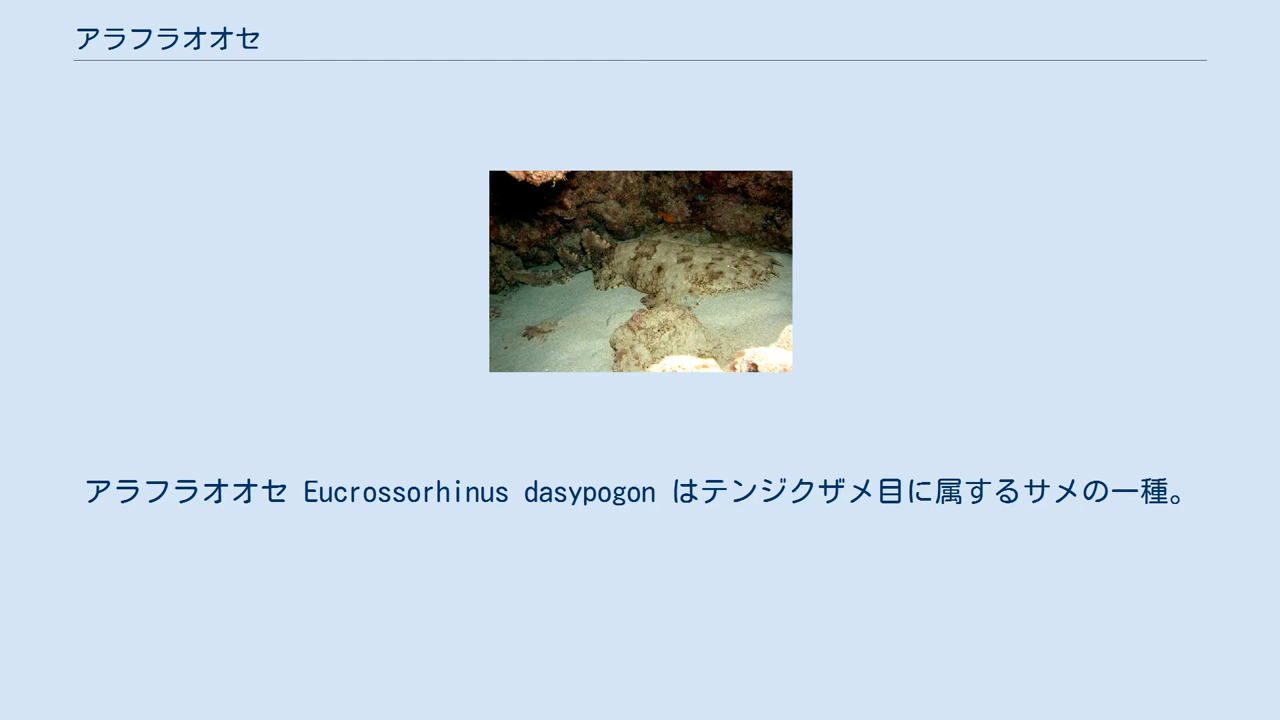 アラフラオオセ
アラフラオオセ Eucrossorhinus dasypogon はテンジクザメ目に属するサメの一種。